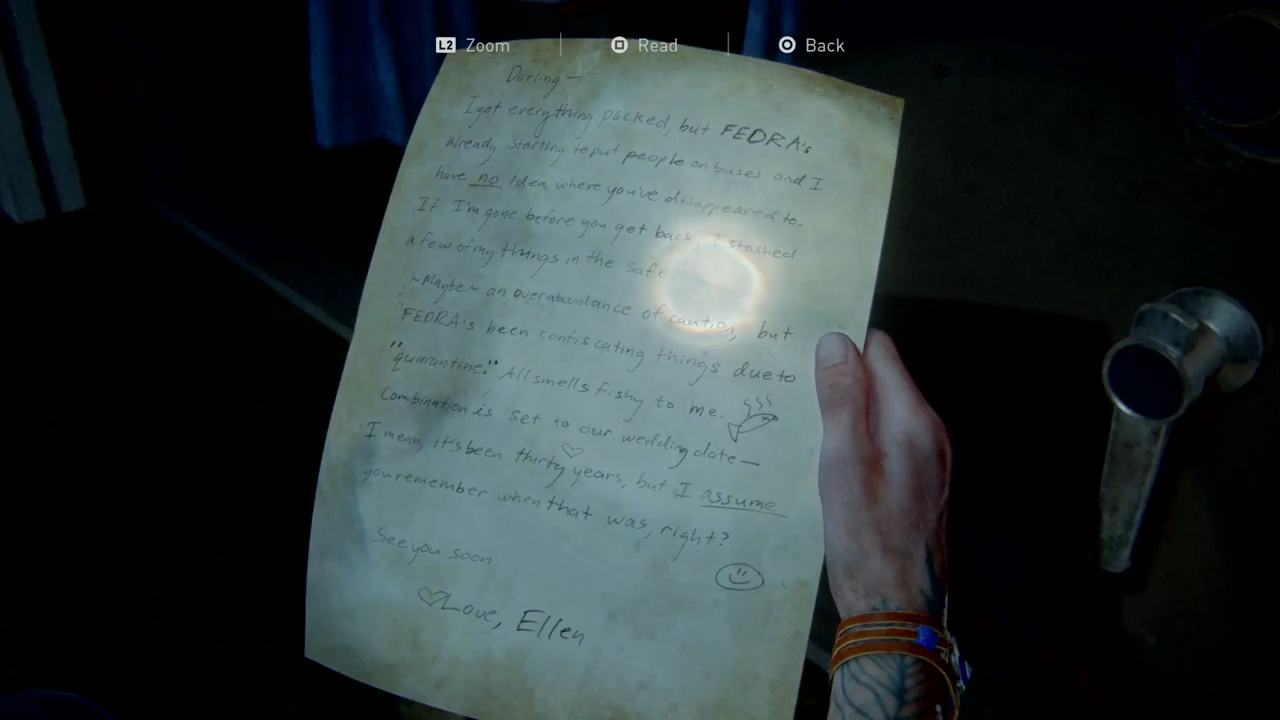 L2 Zoom
Read
Back
Darling —
I got everything packed, but FEDRA's
already starting to put people on buses and I
have no idea where you've disappeared to.
If I'm gone before you get back, I stashed
a few of my things in the safe.
~Maybe~ an overabundance of caution, but
FEDRA's been confiscating things due to
"quarantine." All smells fishy to me.
Combination is set to our wedding date—
I mean, it's been thirty years, but I assume
you remember when that was, right?
See you soon
Love, Ellen